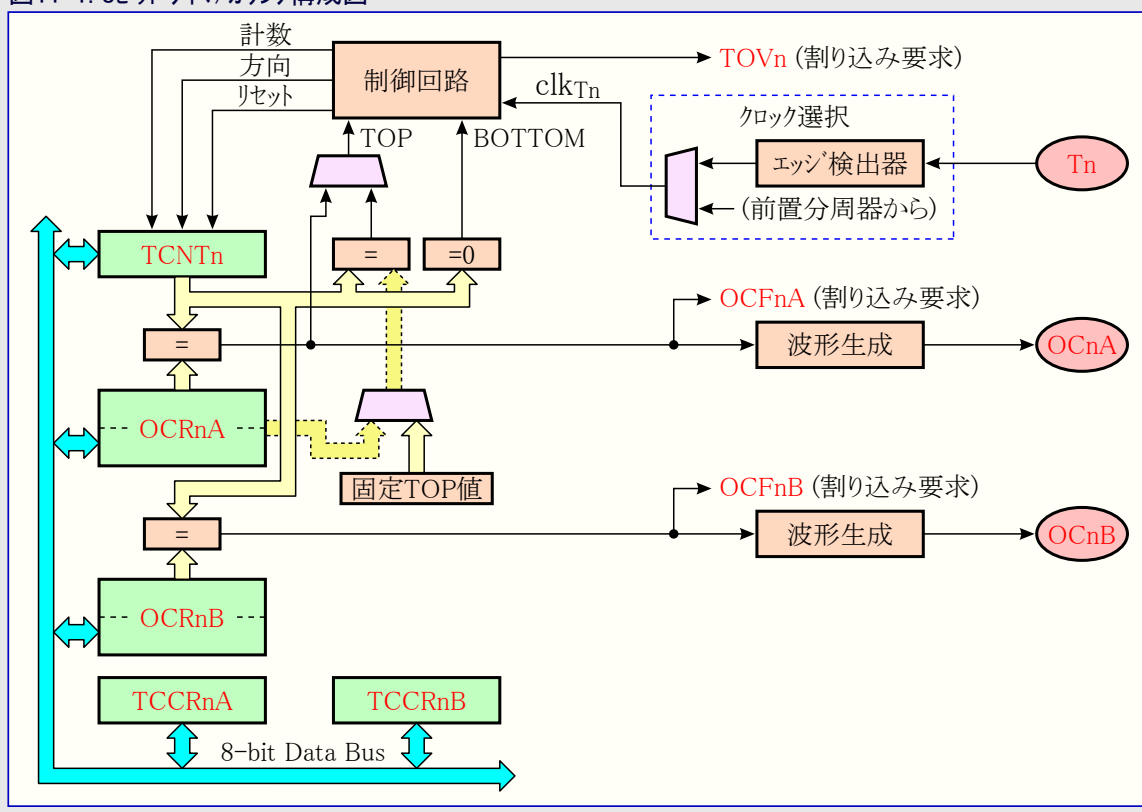 計数
方向
リセット
制御回路
TOVn (割り込み要求)
clkTn
TOP
BOTTOM
クロック選択
エッジ検出器
Tn
(前置分周器から)
TCNTn
=
=0
OCFnA (割り込み要求)
=
波形生成
OCnA
OCRnA
固定TOP値
OCFnB (割り込み要求)
=
波形生成
OCnB
OCRnB
TCCRnA
TCCRnB
8-bit Data Bus